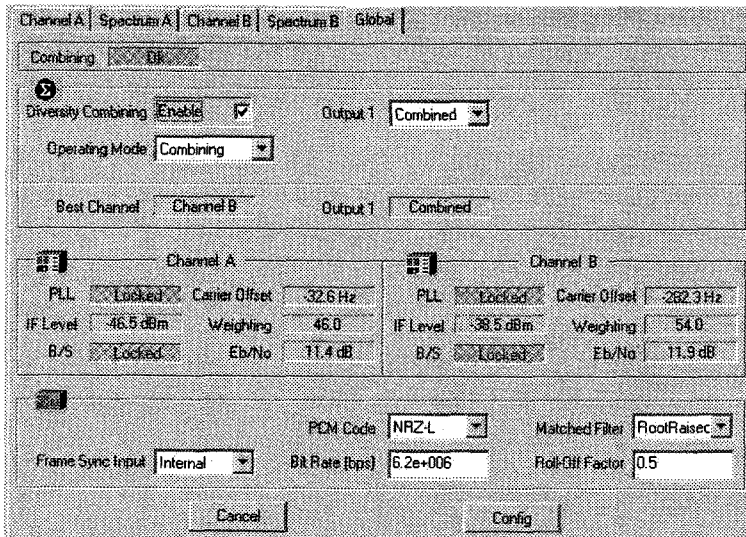 Channel A Spectrum A Channel B Spectrum B Global
Combining Ok
Σ
Diversity Combining Enable Output 1 Combined
Operating Mode Combining
Best Channel Channel B Output 1 Combined
Channel A
PLL Locked Carrier Offset -32.6 Hz
IF Level -46.5 dBm Weighting 46.0
B/S Locked Eb/No 11.4 dB
Channel B
PLL Locked Carrier Offset -282.3 Hz
IF Level -38.5 dBm Weighting 54.0
B/S Locked Eb/No 11.9 dB
PCM Code NRZ-L Matched Filter RootRaisec
Frame Sync Input Internal Bit Rate (bps) 6.2e+006 Roll-Off Factor 0.5
Cancel Config